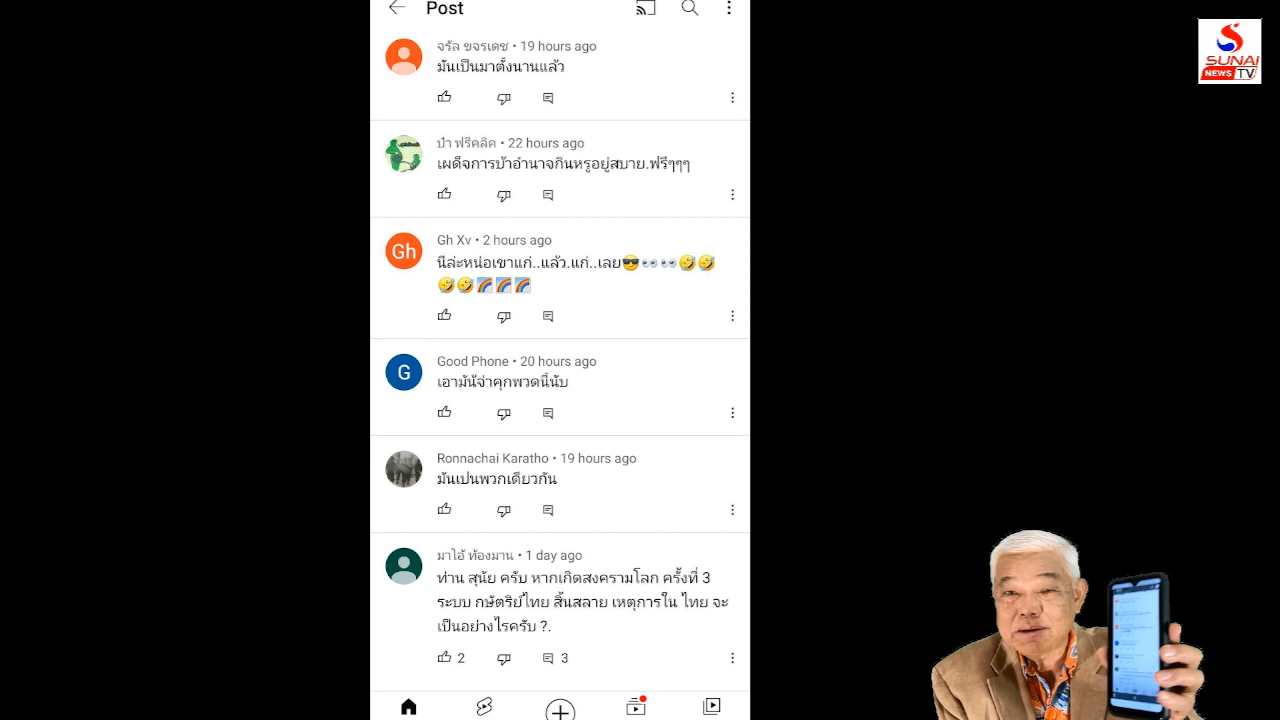 Post
SUNAI
NEWS TV
จรัล ขจรเดช • 19 hours ago
มันเป็นมาตั้งนานแล้ว
ป๋า ฟรีคลิค • 22 hours ago
เผด็จการบ้าอำนาจกินหรูอยู่สบาย.ฟรีๆๆๆ
Gh
Gh Xv • 2 hours ago
นีล่ะหน่อเขาแก่..แล้ว.แก่..เลย😎👀👀🤣🤣
🤣🤣🌈🌈🌈
G
Good Phone • 20 hours ago
เอามันจ่าคุกพวดนี้นับ
Ronnachai Karatho • 19 hours ago
มันเปนพวกเดียวกัน
มาไอ้ ท้องมาน • 1 day ago
ท่าน สุนัย ครับ หากเกิดสงครามโลก ครั้งที่ 3
ระบบ กษัตริย์ไทย สิ้นสลาย เหตุการใน ไทย จะ
เป็นอย่างไรครับ ?.
2 3